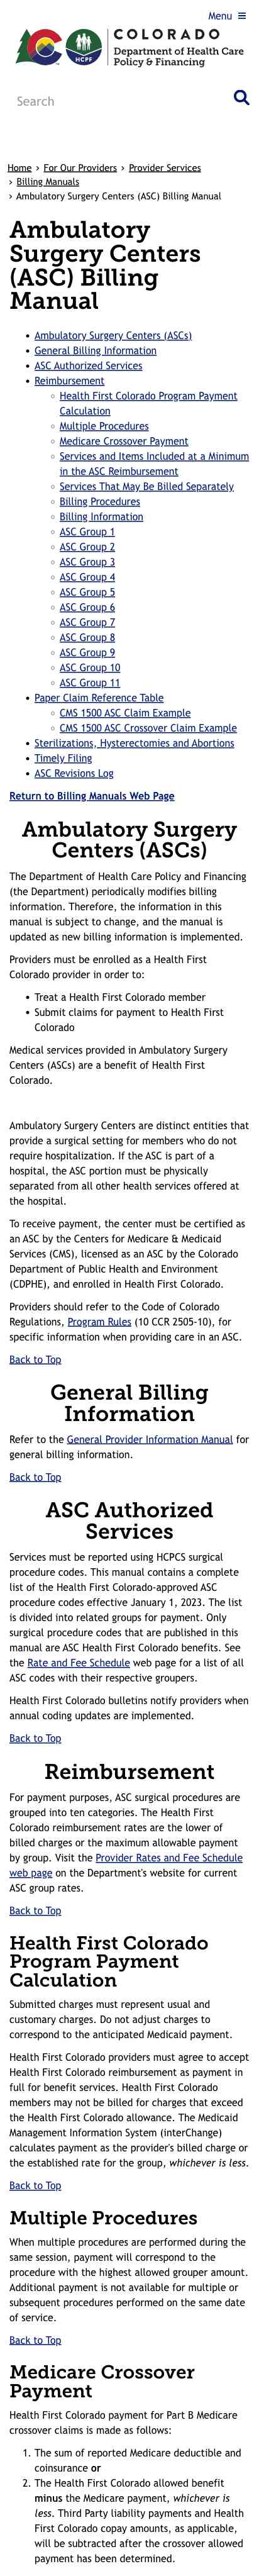 Menu ≡
COLORADO
HCPF
Department of Health Care
Policy & Financing
Search
Home › For Our Providers › Provider Services
› Billing Manuals
› Ambulatory Surgery Centers (ASC) Billing Manual
Ambulatory
Surgery Centers
(ASC) Billing
Manual
• Ambulatory Surgery Centers (ASCs)
• General Billing Information
• ASC Authorized Services
• Reimbursement
◦ Health First Colorado Program Payment
Calculation
◦ Multiple Procedures
◦ Medicare Crossover Payment
◦ Services and Items Included at a Minimum
in the ASC Reimbursement
◦ Services That May Be Billed Separately
◦ Billing Procedures
◦ Billing Information
◦ ASC Group 1
◦ ASC Group 2
◦ ASC Group 3
◦ ASC Group 4
◦ ASC Group 5
◦ ASC Group 6
◦ ASC Group 7
◦ ASC Group 8
◦ ASC Group 9
◦ ASC Group 10
◦ ASC Group 11
• Paper Claim Reference Table
◦ CMS 1500 ASC Claim Example
◦ CMS 1500 ASC Crossover Claim Example
• Sterilizations, Hysterectomies and Abortions
• Timely Filing
• ASC Revisions Log
Return to Billing Manuals Web Page
Ambulatory Surgery
Centers (ASCs)
The Department of Health Care Policy and Financing
(the Department) periodically modifies billing
information. Therefore, the information in this
manual is subject to change, and the manual is
updated as new billing information is implemented.
Providers must be enrolled as a Health First
Colorado provider in order to:
• Treat a Health First Colorado member
• Submit claims for payment to Health First
Colorado
Medical services provided in Ambulatory Surgery
Centers (ASCs) are a benefit of Health First
Colorado.
Ambulatory Surgery Centers are distinct entities that
provide a surgical setting for members who do not
require hospitalization. If the ASC is part of a
hospital, the ASC portion must be physically
separated from all other health services offered at
the hospital.
To receive payment, the center must be certified as
an ASC by the Centers for Medicare & Medicaid
Services (CMS), licensed as an ASC by the Colorado
Department of Public Health and Environment
(CDPHE), and enrolled in Health First Colorado.
Providers should refer to the Code of Colorado
Regulations, Program Rules (10 CCR 2505-10), for
specific information when providing care in an ASC.
Back to Top
General Billing
Information
Refer to the General Provider Information Manual for
general billing information.
Back to Top
ASC Authorized
Services
Services must be reported using HCPCS surgical
procedure codes. This manual contains a complete
list of the Health First Colorado-approved ASC
procedure codes effective January 1, 2023. The list
is divided into related groups for payment. Only
surgical procedure codes that are published in this
manual are ASC Health First Colorado benefits. See
the Rate and Fee Schedule web page for a list of all
ASC codes with their respective groupers.
Health First Colorado bulletins notify providers when
annual coding updates are implemented.
Back to Top
Reimbursement
For payment purposes, ASC surgical procedures are
grouped into ten categories. The Health First
Colorado reimbursement rates are the lower of
billed charges or the maximum allowable payment
by group. Visit the Provider Rates and Fee Schedule
web page on the Department's website for current
ASC group rates.
Back to Top
Health First Colorado
Program Payment
Calculation
Submitted charges must represent usual and
customary charges. Do not adjust charges to
correspond to the anticipated Medicaid payment.
Health First Colorado providers must agree to accept
Health First Colorado reimbursement as payment in
full for benefit services. Health First Colorado
members may not be billed for charges that exceed
the Health First Colorado allowance. The Medicaid
Management Information System (interChange)
calculates payment as the provider's billed charge or
the established rate for the group, whichever is less.
Back to Top
Multiple Procedures
When multiple procedures are performed during the
same session, payment will correspond to the
procedure with the highest allowed grouper amount.
Additional payment is not available for multiple or
subsequent procedures performed on the same date
of service.
Back to Top
Medicare Crossover
Payment
Health First Colorado payment for Part B Medicare
crossover claims is made as follows:
1. The sum of reported Medicare deductible and
coinsurance or
2. The Health First Colorado allowed benefit
minus the Medicare payment, whichever is
less. Third Party liability payments and Health
First Colorado copay amounts, as applicable,
will be subtracted after the crossover allowed
payment has been determined.